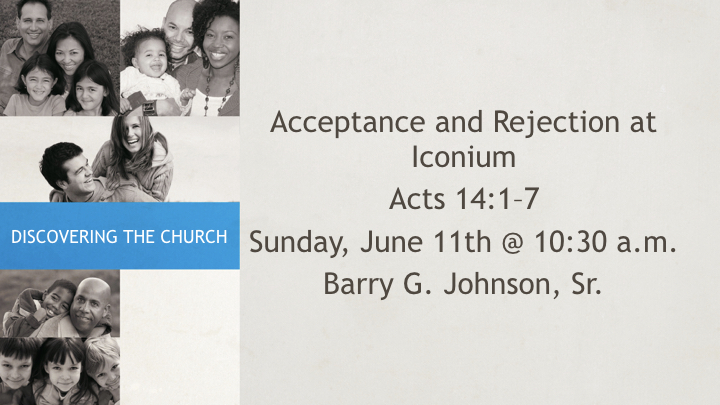 Acceptance and Rejection at
Iconium
Acts 14:1–7
Sunday, June 11th @ 10:30 a.m.
Barry G. Johnson, Sr.
DISCOVERING THE CHURCH